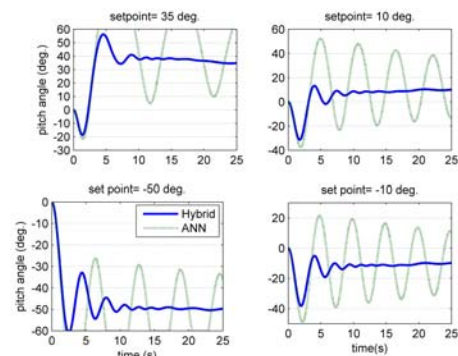 setpoint= 35 deg.
60
50
40
30
20
10
0
-10
-20
-30
0 5 10 15 20 25
pitch angle (deg.)
setpoint= 10 deg.
60
40
20
0
-20
-40
0 5 10 15 20 25
set point= -50 deg.
0
-10
-20
-30
-40
-50
-60
0 5 10 15 20 25
pitch angle (deg.)
time (s)
Hybrid
ANN
set point= -10 deg.
20
0
-20
-40
0 5 10 15 20 25
time(s)